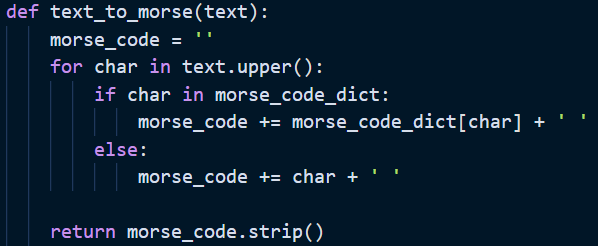 def text_to_morse(text):
    morse_code = ''
    for char in text.upper():
        if char in morse_code_dict:
            morse_code += morse_code_dict[char] + ' '
        else:
            morse_code += char + ' '

    return morse_code.strip()